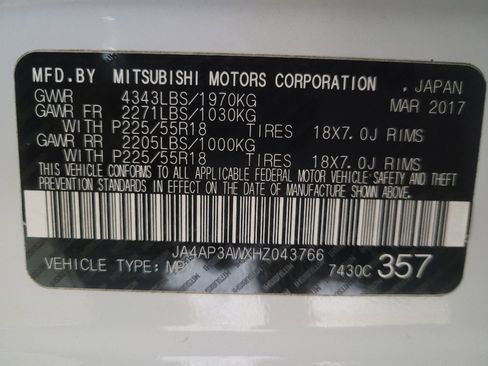 MFD.BY MITSUBISHI MOTORS CORPORATION , JAPAN
GVWR 4343LBS/1970KG MAR 2017
GAWR FR 2271LBS/1030KG
WITH P225/55R18 TIRES 18X7.0J RIMS
GAWR RR 2205LBS/1000KG
WITH P225/55R18 TIRES 18X7.0J RIMS
THIS VEHICLE CONFORMS TO ALL APPLICABLE FEDERAL MOTOR VEHICLE SAFETY AND THEFT
PREVENTION STANDARDS IN EFFECT ON THE DATE OF MANUFACTURE SHOWN ABOVE.
JA4AP3AWXHZ043766
VEHICLE TYPE: MPV 7430C 357